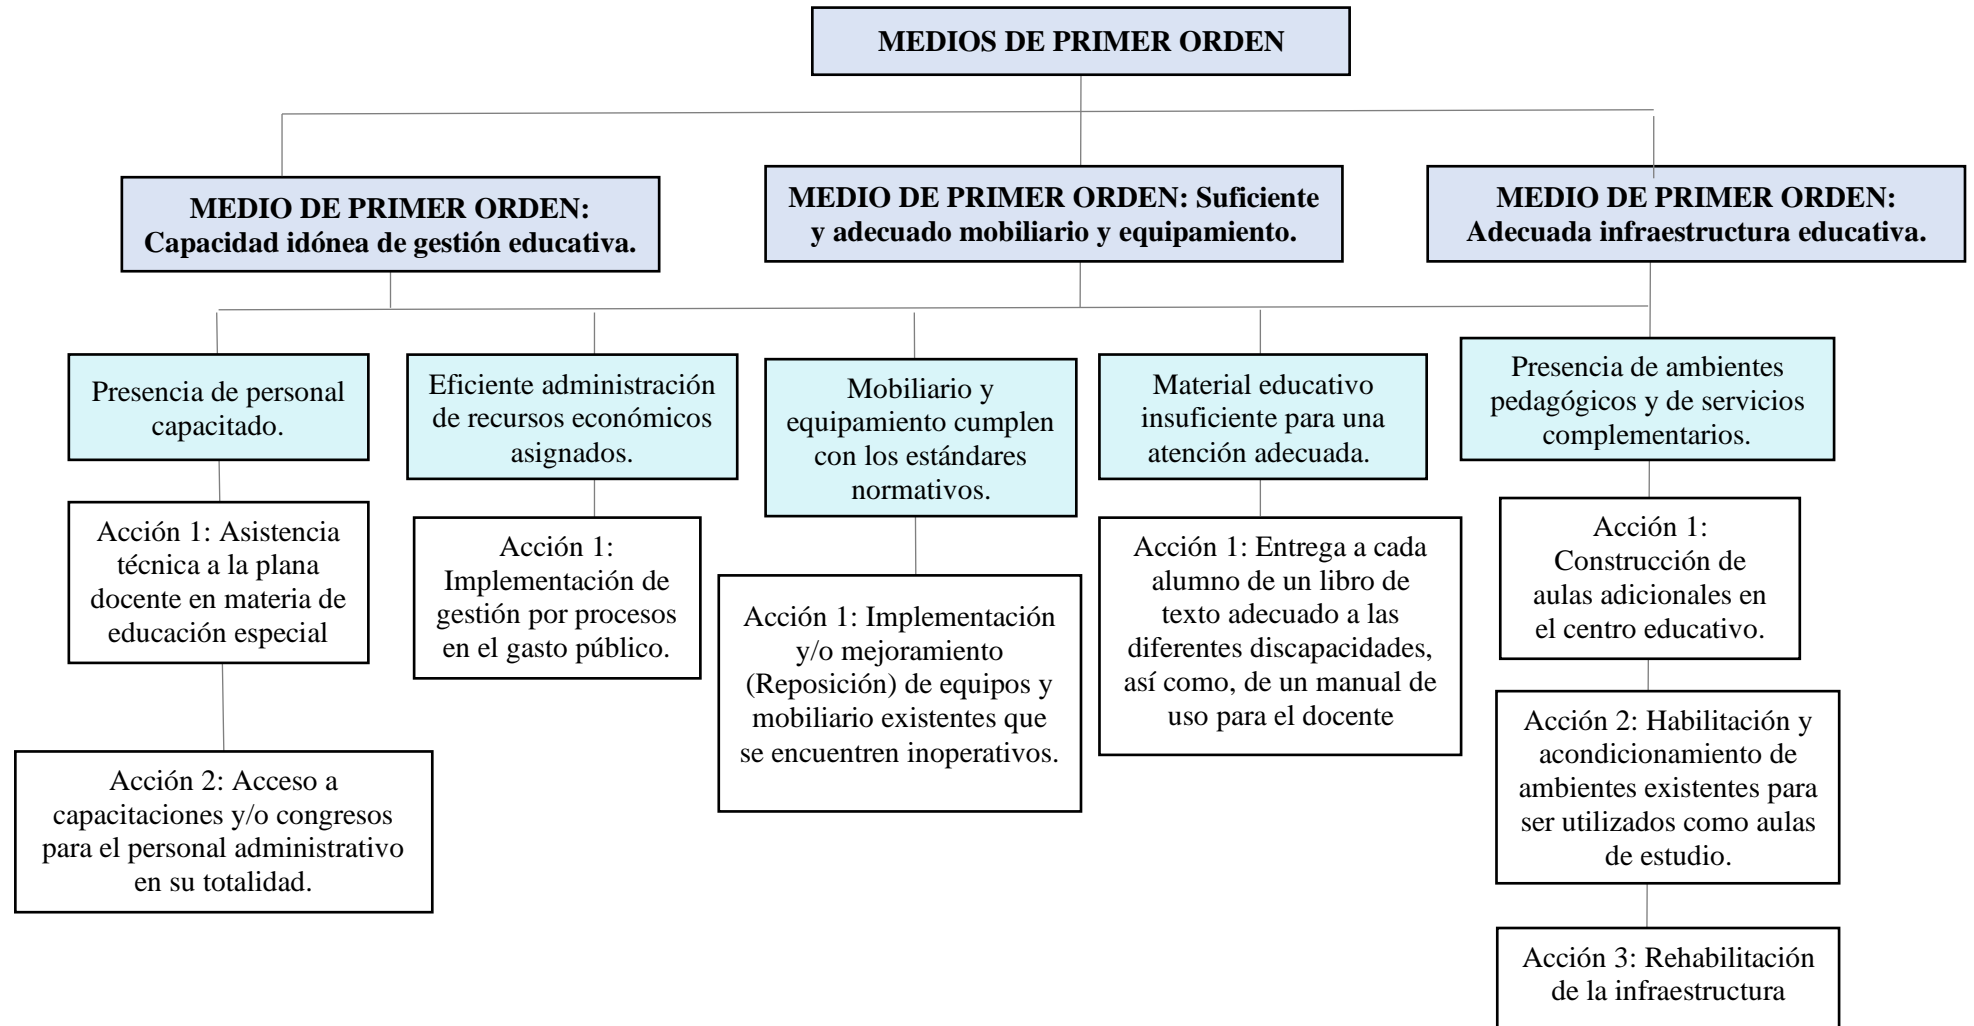 MEDIOS DE PRIMER ORDEN
MEDIO DE PRIMER ORDEN:
Capacidad idónea de gestión educativa.
MEDIO DE PRIMER ORDEN: Suficiente
y adecuado mobiliario y equipamiento.
MEDIO DE PRIMER ORDEN:
Adecuada infraestructura educativa.
Presencia de personal
capacitado.
Eficiente administración
de recursos económicos
asignados.
Mobiliario y
equipamiento cumplen
con los estándares
normativos.
Material educativo
insuficiente para una
atención adecuada.
Presencia de ambientes
pedagógicos y de servicios
complementarios.
Acción 1: Asistencia
técnica a la plana
docente en materia de
educación especial
Acción 1:
Implementación de
gestión por procesos
en el gasto público.
Acción 1: Implementación
y/o mejoramiento
(Reposición) de equipos y
mobiliario existentes que
se encuentren inoperativos.
Acción 1: Entrega a cada
alumno de un libro de
texto adecuado a las
diferentes discapacidades,
así como, de un manual de
uso para el docente
Acción 1:
Construcción de
aulas adicionales en
el centro educativo.
Acción 2: Acceso a
capacitaciones y/o congresos
para el personal administrativo
en su totalidad.
Acción 2: Habilitación y
acondicionamiento de
ambientes existentes para
ser utilizados como aulas
de estudio.
Acción 3: Rehabilitación
de la infraestructura